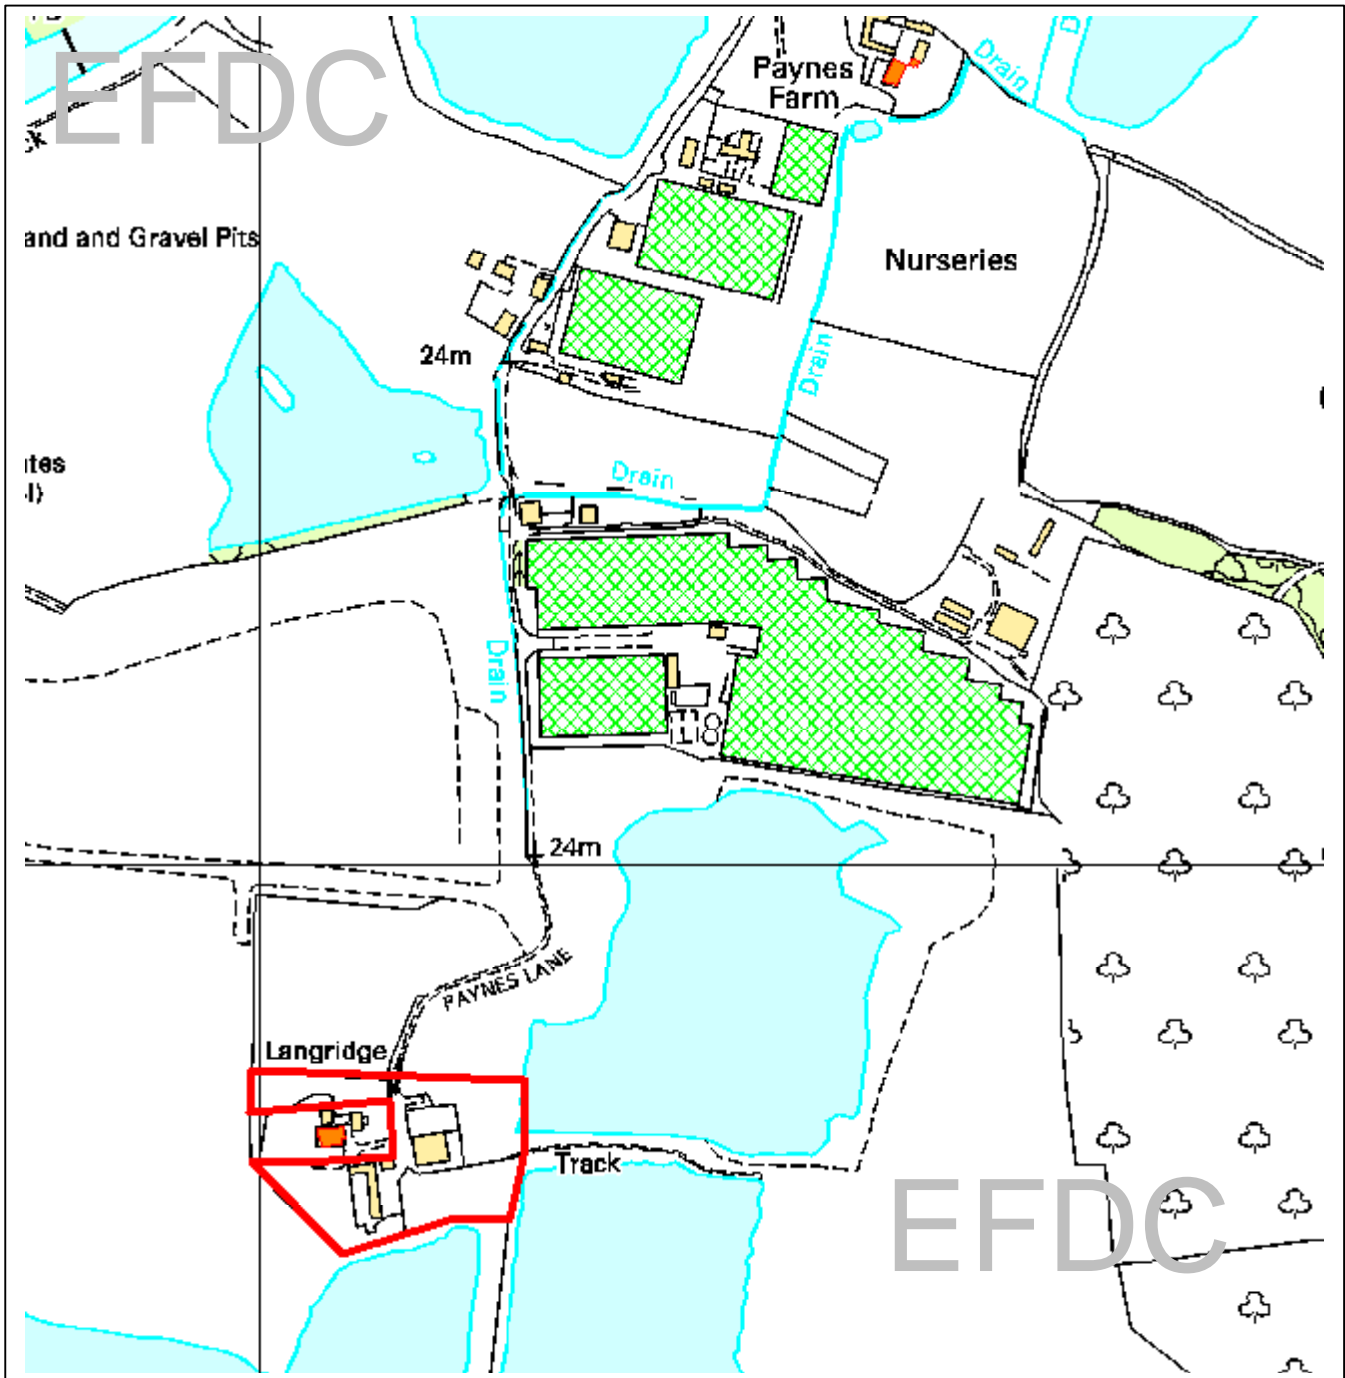 EFDC
Paynes
Farm
Drain
D
and and Gravel Pits
Nurseries
24m
Drain
ites
Drain
Drain
24m
PAYNES LANE
Langridge
Track
EFDC